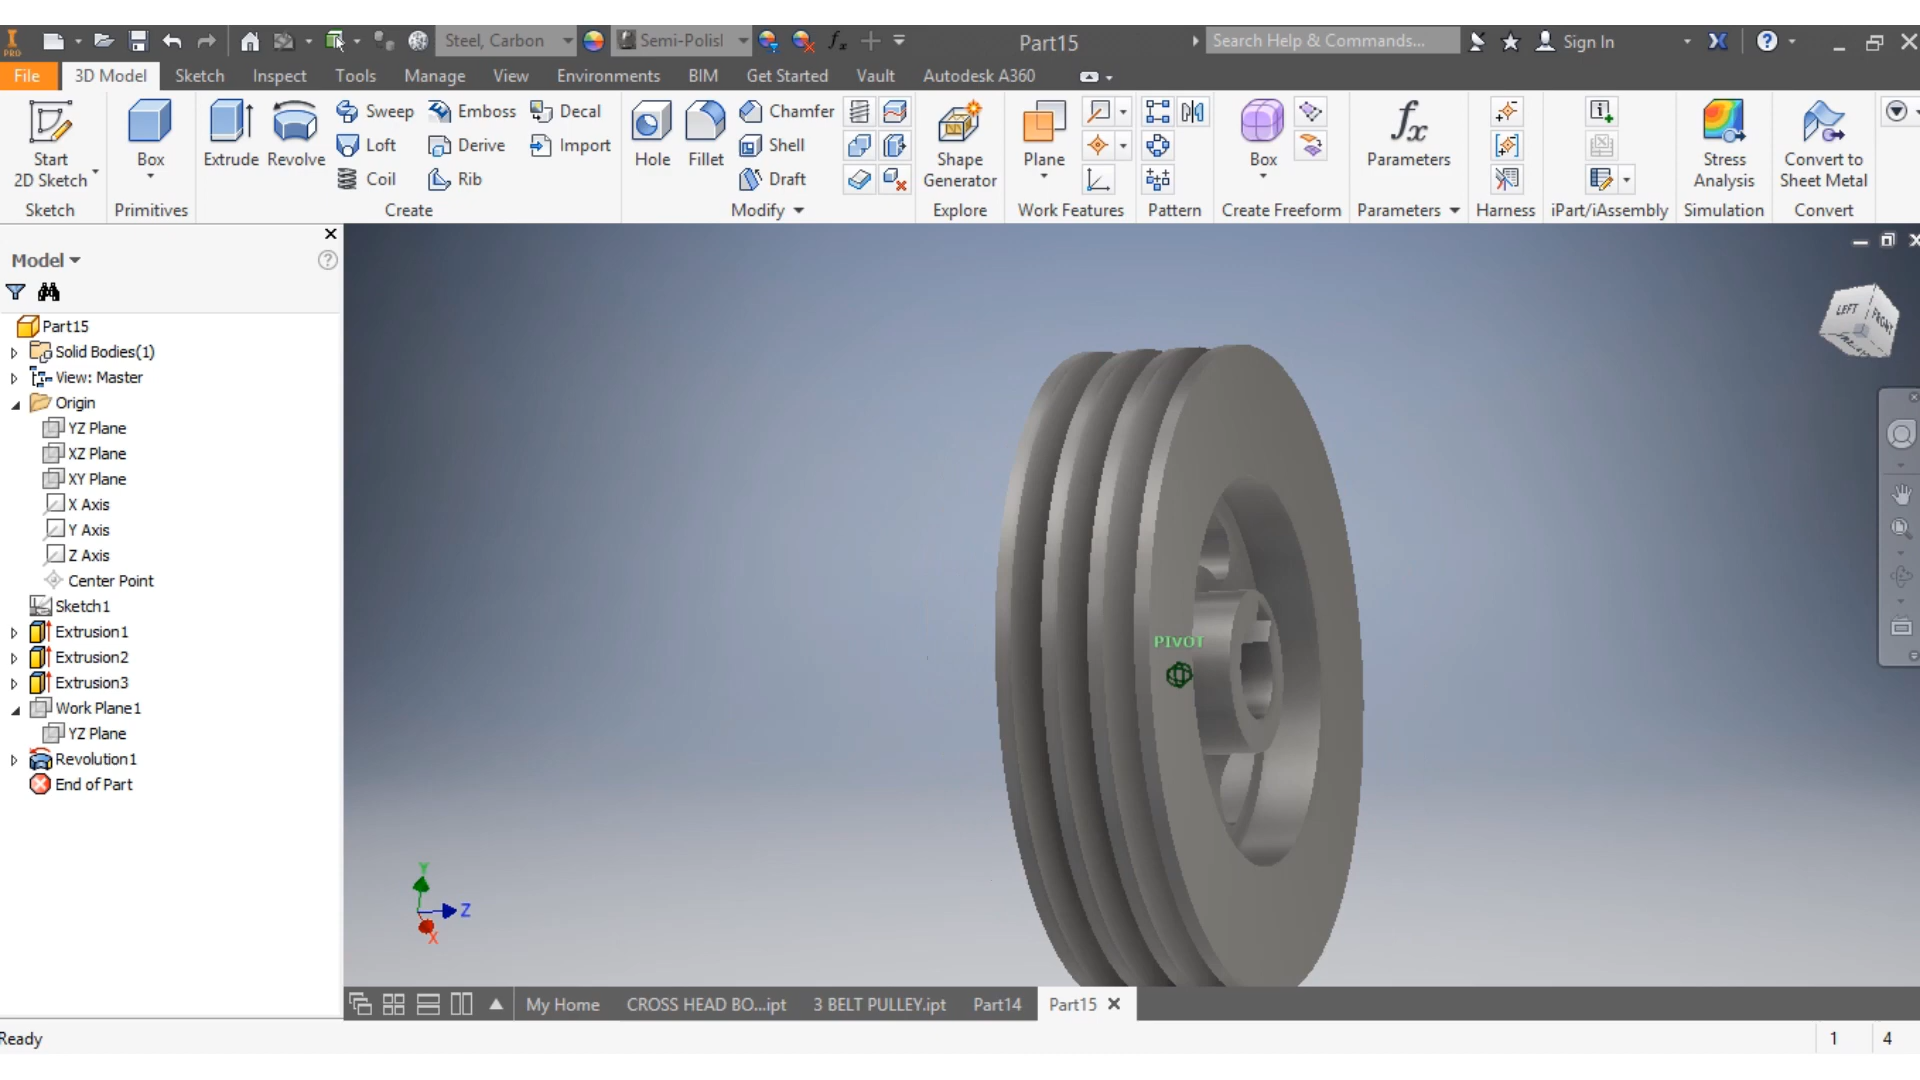 PRO
Steel, Carbon
Semi-Polisl
Part15
Search Help & Commands...
Sign In
File
3D Model
Sketch
Inspect
Tools
Manage
View
Environments
BIM
Get Started
Vault
Autodesk A360
Start
2D Sketch
Box
Extrude
Revolve
Sweep
Loft
Coil
Emboss
Derive
Rib
Decal
Import
Hole
Fillet
Chamfer
Shell
Draft
Shape
Generator
Plane
Box
Parameters
Stress
Analysis
Convert to
Sheet Metal
Sketch
Primitives
Create
Modify
Explore
Work Features
Pattern
Create Freeform
Parameters
Harness
iPart/iAssembly
Simulation
Convert
Model
Part15
Solid Bodies(1)
View: Master
Origin
YZ Plane
XZ Plane
XY Plane
X Axis
Y Axis
Z Axis
Center Point
Sketch1
Extrusion1
Extrusion2
Extrusion3
Work Plane1
YZ Plane
Revolution1
End of Part
LEFT
FRONT
PIVOT
Y
Z
X
My Home
CROSS HEAD BO...ipt
3 BELT PULLEY.ipt
Part14
Part15
Ready
1
4